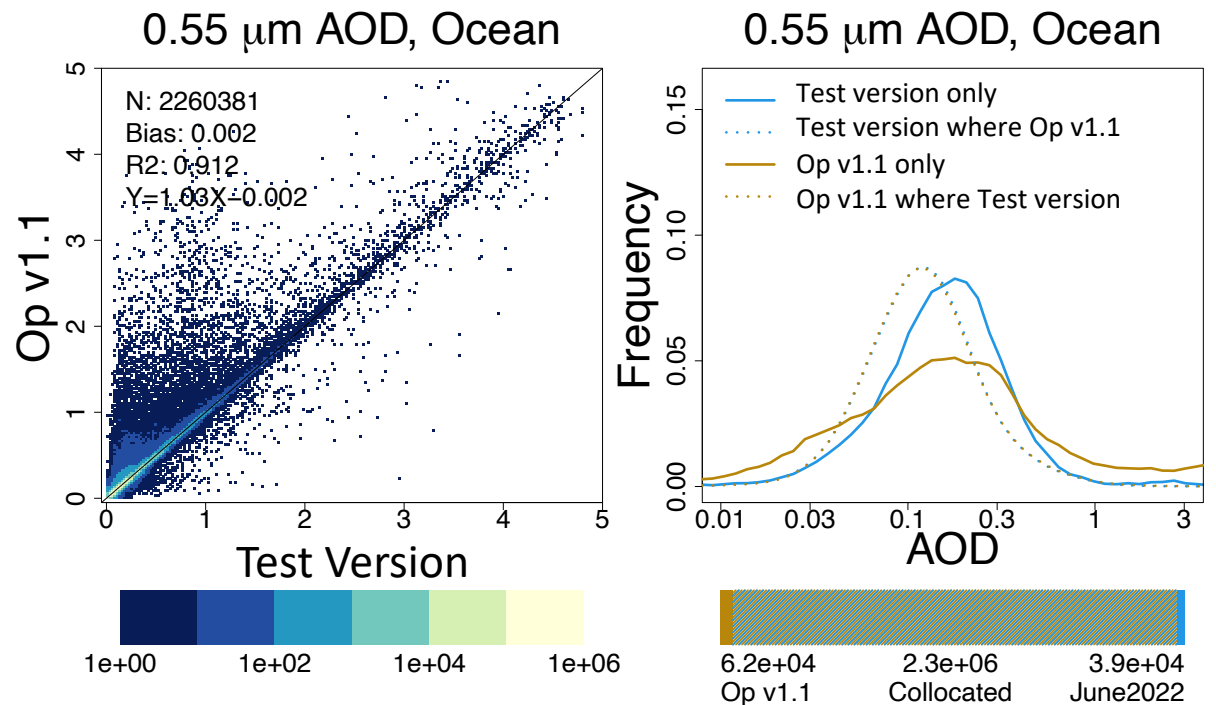 0.55 μm AOD, Ocean
N: 2260381
Bias: 0.002
R2: 0.912
Y=1.03X−0.002
Op v1.1
5
4
3
2
1
0
0 1 2 3 4 5
Test Version
1e+00 1e+02 1e+04 1e+06
0.55 μm AOD, Ocean
Test version only
Test version where Op v1.1
Op v1.1 only
Op v1.1 where Test version
Frequency
0.15
0.10
0.05
0.00
0.01 0.03 0.1 0.3 1 3
AOD
6.2e+04 2.3e+06 3.9e+04
Op v1.1 Collocated June2022